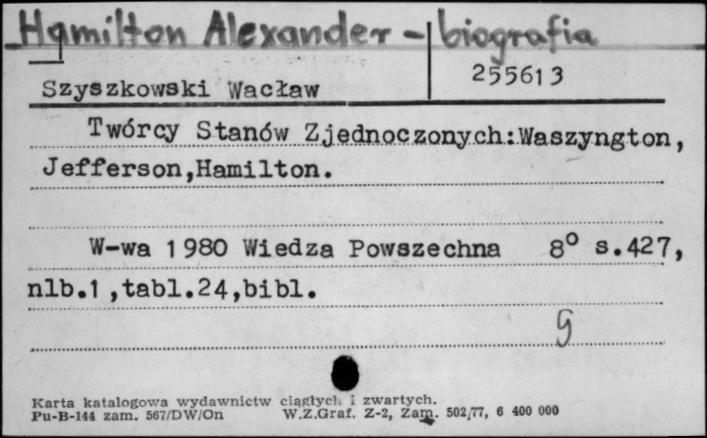 Hamilton Alexander - biografia
255613
Szyszkowski Wacław
Twórcy Stanów Zjednoczonych:Waszyngton,
Jefferson,Hamilton.
W-wa 1980 Wiedza Powszechna 8° s.427,
nlb.1,tabl.24,bibl.
g
Karta katalogowa wydawnictw ciągłych i zwartych.
Pu-B-144 zam. 567/DW/On W.Z.Graf. Z-2, Zam. 502/77, 6 400 000